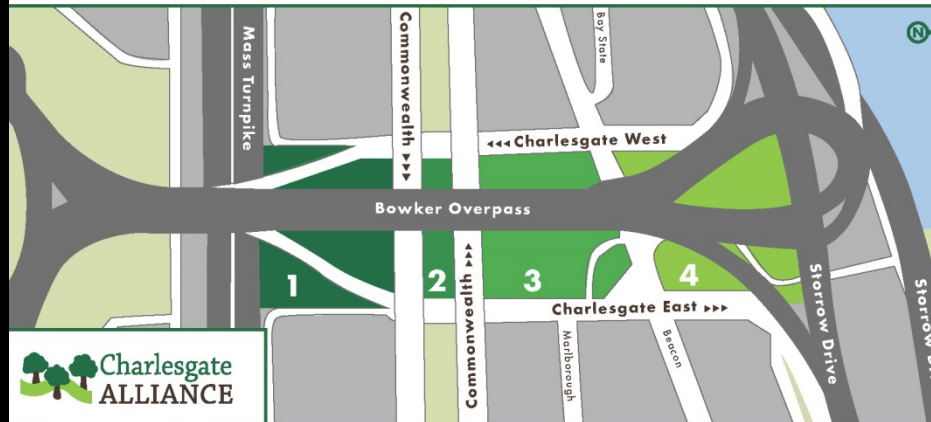 Mass Turnpike
Commonwealth ►►►
Bay State
N
◄◄◄ Charlesgate West
Bowker Overpass
1
2
3
4
Commonwealth ►►►
Charlesgate East ►►►
Marlborough
Beacon
Storrow Drive
Storrow
Charlesgate
ALLIANCE